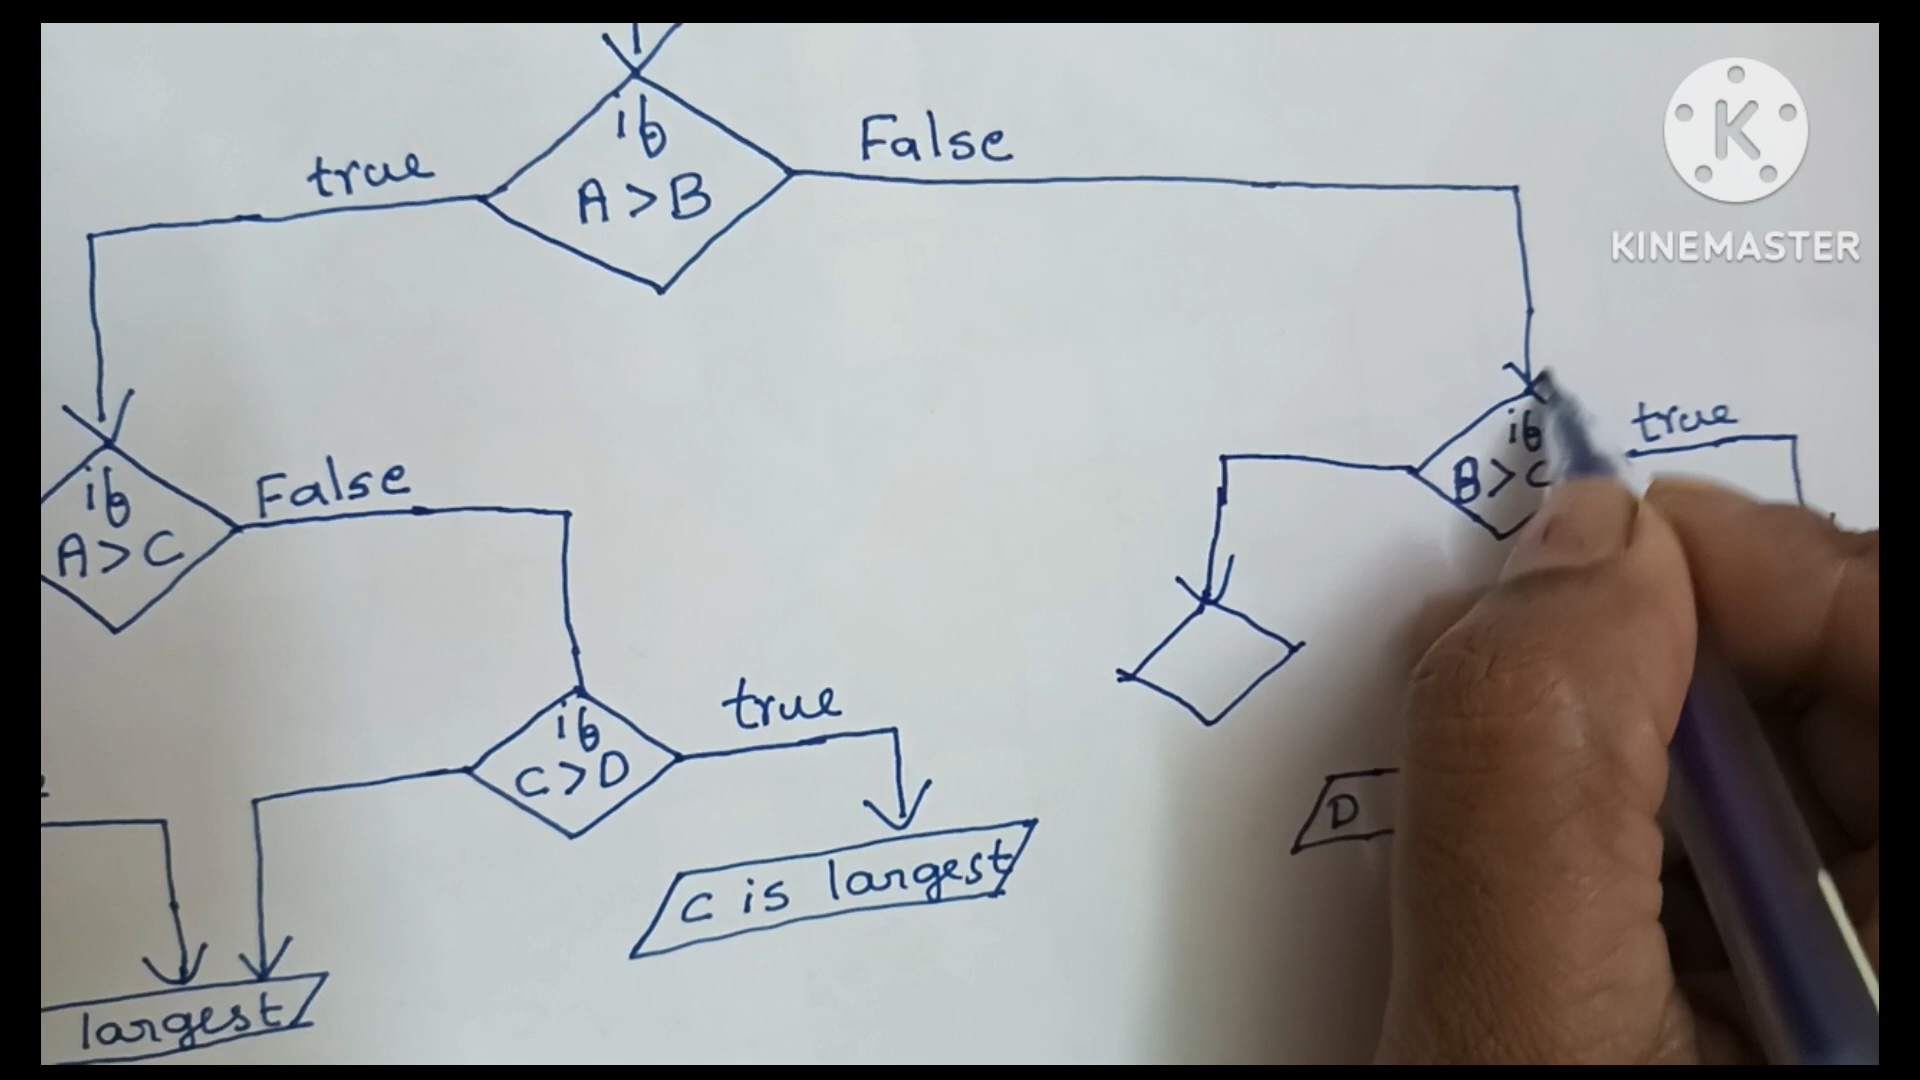 if
A > B
true
False
KINEMASTER
if
A > C
False
if
B > C
true
if
C > D
true
C is largest
D
largest